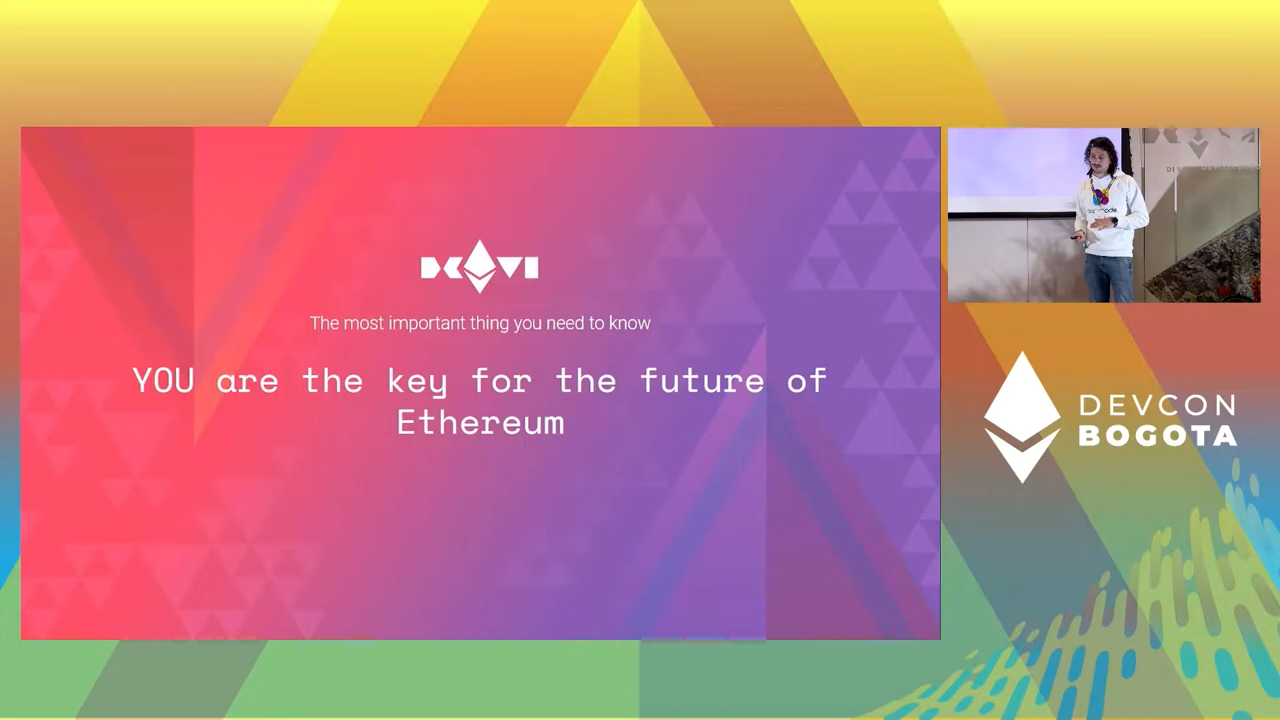 The most important thing you need to know
YOU are the key for the future of
Ethereum
DEVCON
BOGOTA